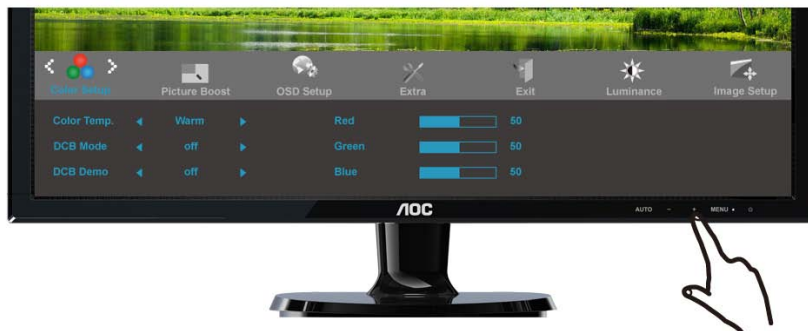 Color Setup
Picture Boost
OSD Setup
Extra
Exit
Luminance
Image Setup
Color Temp. Warm Red 50
DCB Mode off Green 50
DCB Demo off Blue 50
AOC
AUTO - + MENU